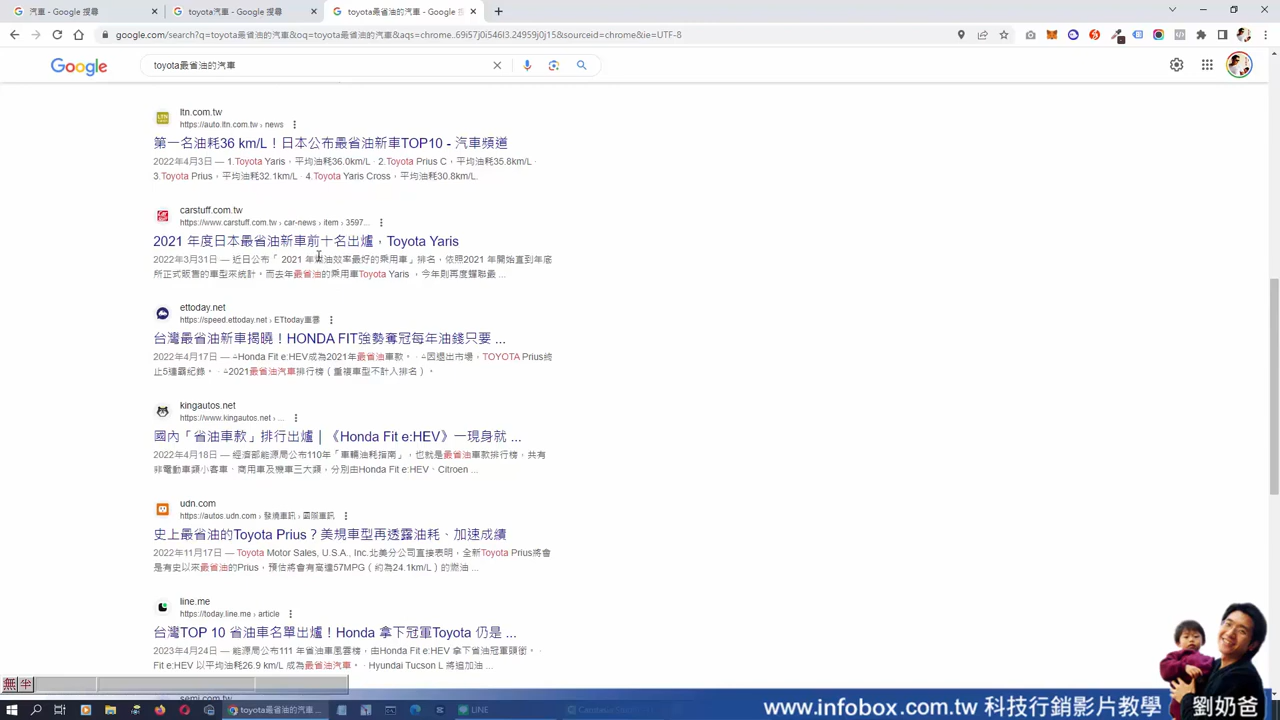 汽車 - Google 搜尋
toyota汽車 - Google 搜尋
toyota最省油的汽車 - Google 搜
google.com/search?q=toyota最省油的汽車&oq=toyota最省油的汽車&aqs=chrome..69i57j0i546l3.24959j0j15&sourceid=chrome&ie=UTF-8
Google
toyota最省油的汽車
ltn.com.tw
https://auto.ltn.com.tw › news
第一名油耗36 km/L！日本公布最省油新車TOP10 - 汽車頻道
2022年4月3日 — 1.Toyota Yaris，平均油耗36.0km/L · 2.Toyota Prius C，平均油耗35.8km/L ·
3.Toyota Prius，平均油耗32.1km/L · 4.Toyota Yaris Cross，平均油耗30.8km/L.
carstuff.com.tw
https://www.carstuff.com.tw › car-news › item › 3597...
2021 年度日本最省油新車前十名出爐，Toyota Yaris
2022年3月31日 — 近日公布「 2021 年燃油效率最好的乘用車」排名，依照2021 年開始直到年底
所正式販售的車型來統計，而去年最省油的乘用車Toyota Yaris ，今年則再度蟬聯最 ...
ettoday.net
https://speed.ettoday.net › ETtoday車雲
台灣最省油新車揭曉！HONDA FIT強勢奪冠每年油錢只要 ...
2022年4月17日 — ▵Honda Fit e:HEV成為2021年最省油車款。 · ▵因退出市場，TOYOTA Prius終
止5連霸紀錄。 · ▵2021最省油汽車排行榜（重複車型不計入排名）。
kingautos.net
https://www.kingautos.net › ...
國內「省油車款」排行出爐｜《Honda Fit e:HEV》一現身就 ...
2022年4月18日 — 經濟部能源局公布110年「車輛油耗指南」，也就是最省油車款排行榜，共有
非電動車類小客車、商用車及機車三大類，分別由Honda Fit e:HEV、Citroen ...
udn.com
https://autos.udn.com › 發燒車訊 › 國際車訊
史上最省油的Toyota Prius？美規車型再透露油耗、加速成績
2022年11月17日 — Toyota Motor Sales, U.S.A., Inc.北美分公司直接表明，全新Toyota Prius將會
是有史以來最省油的Prius，預估將會有高達57MPG（約為24.1km/L）的燃油 ...
line.me
https://today.line.me › article
台灣TOP 10 省油車名單出爐！Honda 拿下冠軍Toyota 仍是 ...
2023年4月24日 — 能源局公布111 年省油車風雲榜，由Honda Fit e:HEV 拿下省油冠軍頭銜。 ·
Fit e:HEV 以平均油耗26.9 km/L 成為最省油汽車。 · Hyundai Tucson L 將追加油 ...
semi.com.tw
無 半
toyota最省油的汽車 ...
LINE
www.infobox.com.tw 科技行銷影片教學
劉奶爸